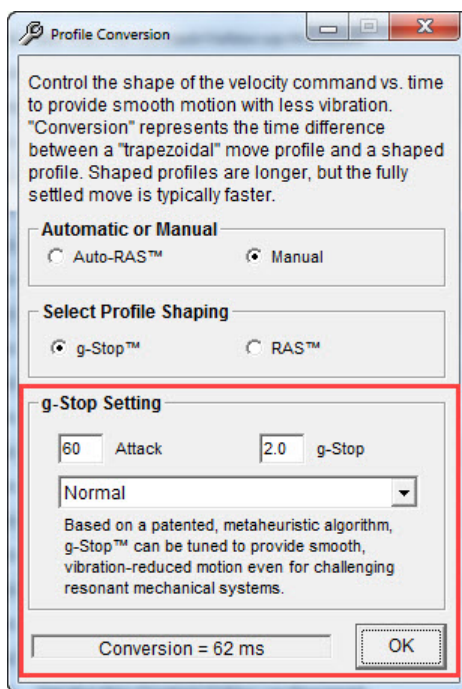 Profile Conversion
Control the shape of the velocity command vs. time
to provide smooth motion with less vibration.
"Conversion" represents the time difference
between a "trapezoidal" move profile and a shaped
profile. Shaped profiles are longer, but the fully
settled move is typically faster.
Automatic or Manual
Auto-RAS™ Manual
Select Profile Shaping
g-Stop™ RAS™
g-Stop Setting
60 Attack 2.0 g-Stop
Normal
Based on a patented, metaheuristic algorithm,
g-Stop™ can be tuned to provide smooth,
vibration-reduced motion even for challenging
resonant mechanical systems.
Conversion = 62 ms OK